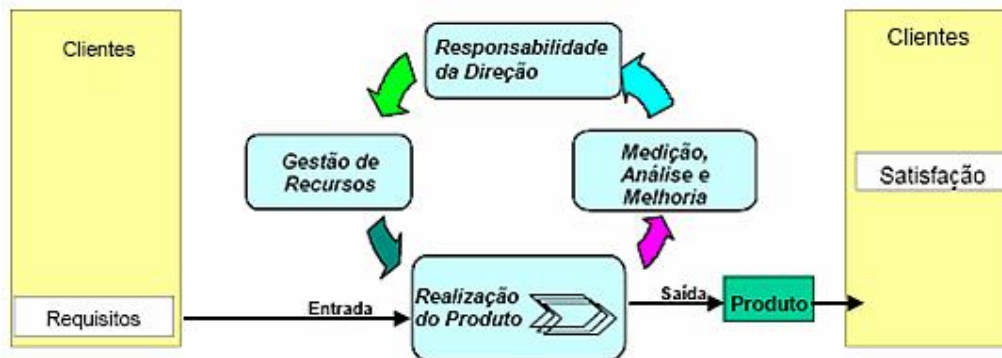 Clientes
Requisitos
Responsabilidade
da Direção
Gestão de
Recursos
Medição,
Análise e
Melhoria
Entrada
Realização
do Produto
Saída
Produto
Clientes
Satisfação